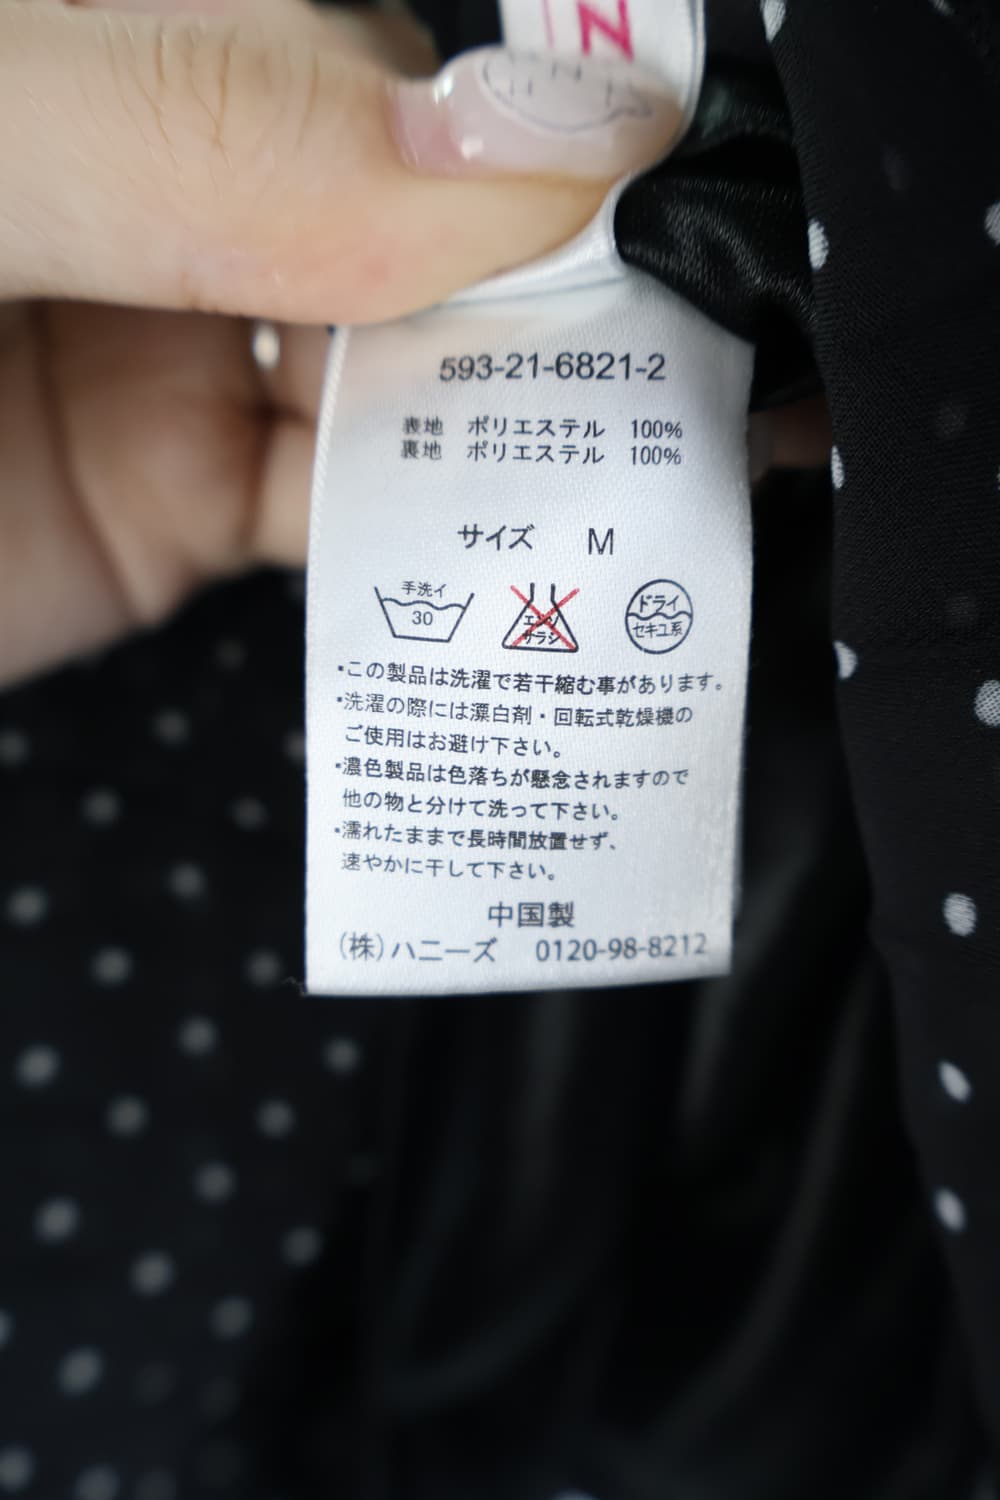 N
593-21-6821-2
表地 ポリエステル 100%
裏地 ポリエステル 100%
サイズ M
手洗イ
30
エンソ
サラシ
ドライ
セキユ系
・この製品は洗濯で若干縮む事があります。
・洗濯の際には漂白剤・回転式乾燥機の
ご使用はお避け下さい。
・濃色製品は色落ちが懸念されますので
他の物と分けて洗って下さい。
・濡れたままで長時間放置せず、
速やかに干して下さい。
中国製
(株)ハニーズ 0120-98-8212